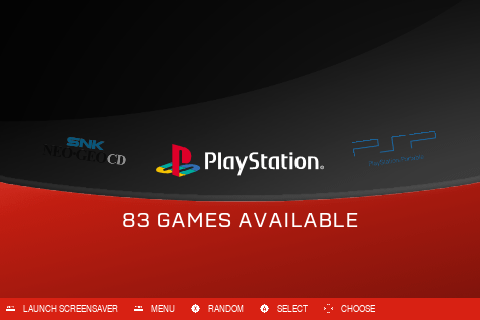 SNK
NEO·GEO CD
PlayStation
PSP
PlayStation Portable
83 GAMES AVAILABLE
LAUNCH SCREENSAVER MENU RANDOM SELECT CHOOSE